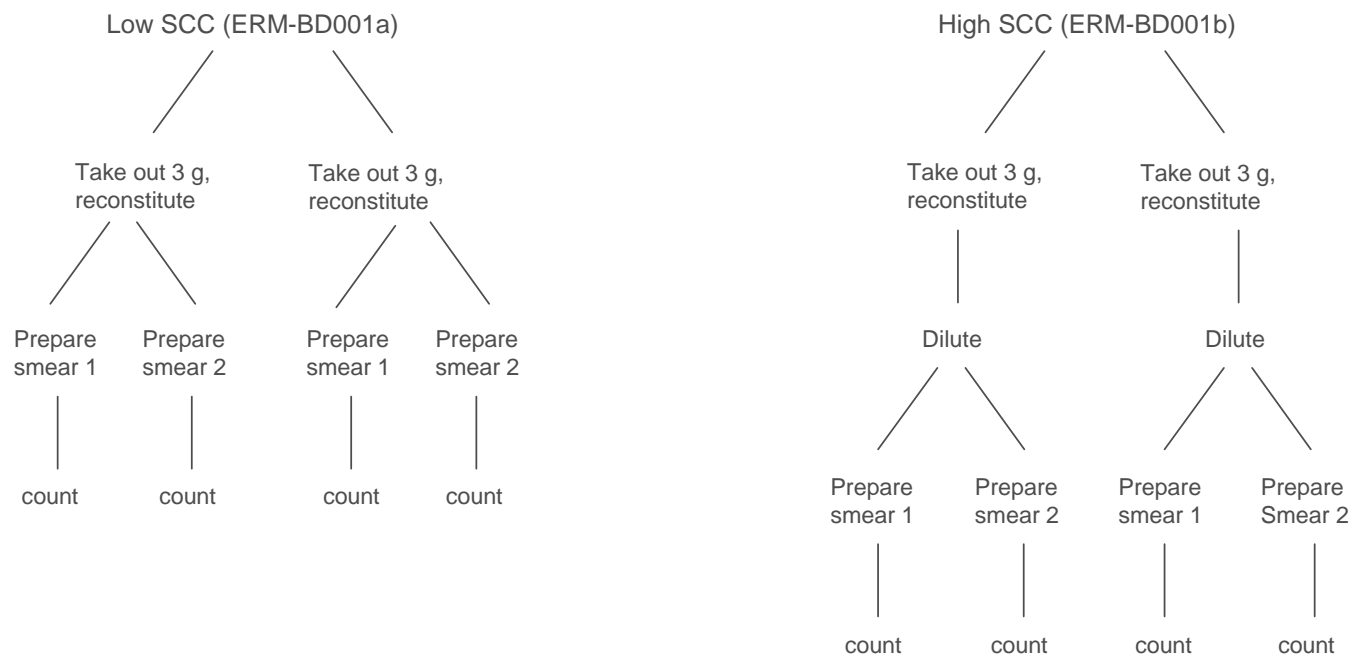 Low SCC (ERM-BD001a)
Take out 3 g,
reconstitute
Take out 3 g,
reconstitute
Prepare
smear 1
Prepare
smear 2
Prepare
smear 1
Prepare
smear 2
count
count
count
count
High SCC (ERM-BD001b)
Take out 3 g,
reconstitute
Take out 3 g,
reconstitute
Dilute
Dilute
Prepare
smear 1
Prepare
smear 2
Prepare
smear 1
Prepare
Smear 2
count
count
count
count